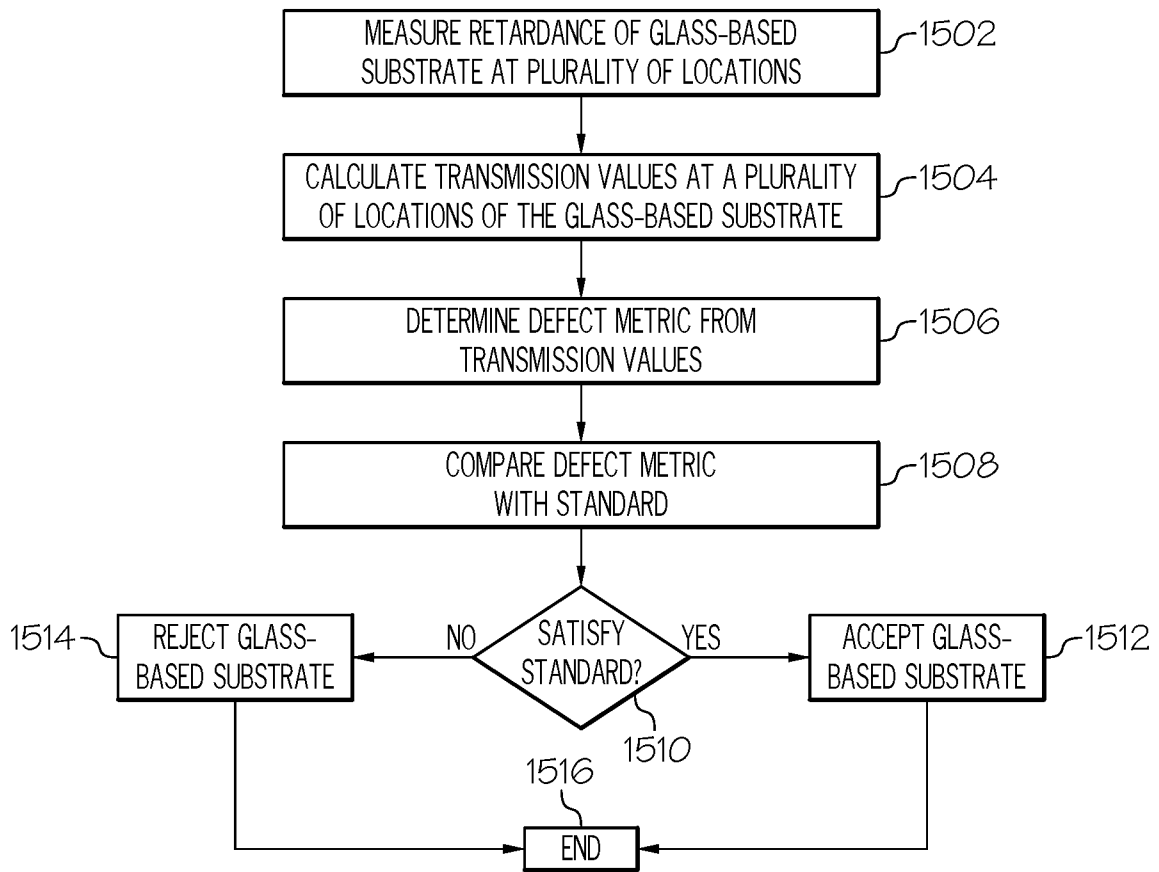 MEASURE RETARDANCE OF GLASS-BASED
SUBSTRATE AT PLURALITY OF LOCATIONS
1502
CALCULATE TRANSMISSION VALUES AT A PLURALITY
OF LOCATIONS OF THE GLASS-BASED SUBSTRATE
1504
DETERMINE DEFECT METRIC FROM
TRANSMISSION VALUES
1506
COMPARE DEFECT METRIC
WITH STANDARD
1508
1514
REJECT GLASS-
BASED SUBSTRATE
NO
SATISFY
STANDARD?
YES
1510
ACCEPT GLASS-
BASED SUBSTRATE
1512
1516
END